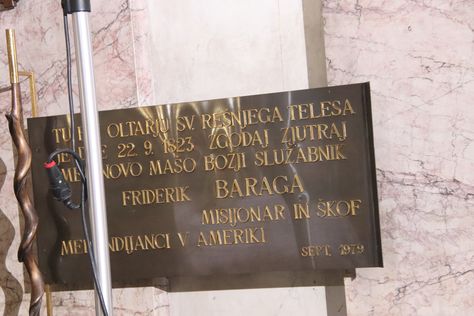 TU OLTARJU SV. REŠNJEGA TELESA
JE 22. 9. 1823. ZGODAJ ZJUTRAJ
NOVO MAŠO BOŽJI SLUŽABNIK
FRIDERIK BARAGA
MISIJONAR IN ŠKOF
V AMERIKI
SEPT. 1979